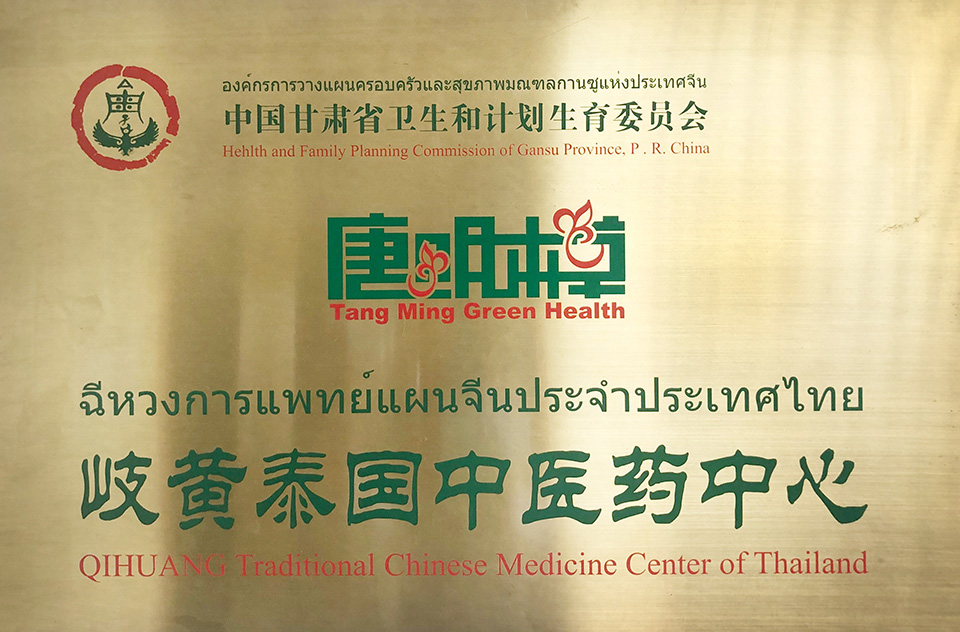 องค์กรการวางแผนครอบครัวและสุขภาพมณฑลกานซูแห่งประเทศจีน
中国甘肃省卫生和计划生育委员会
Hehlth and Family Planning Commission of Gansu Province, P . R. China
唐明本草
Tang Ming Green Health
ฉีหวงการแพทย์แผนจีนประจำประเทศไทย
岐黄泰国中医药中心
QIHUANG Traditional Chinese Medicine Center of Thailand